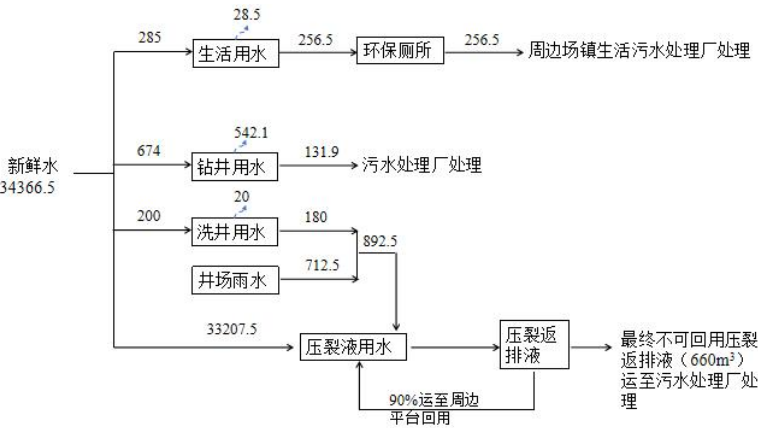 28.5
285
生活用水
256.5
环保厕所
256.5
周边场镇生活污水处理厂处理
新鲜水
34366.5
542.1
674
钻井用水
131.9
污水处理厂处理
20
200
洗井用水
180
892.5
井场雨水
712.5
33207.5
压裂液用水
压裂返
排液
最终不可回用压裂
返排液（660m³）
运至污水处理厂处
理
90%运至周边
平台回用